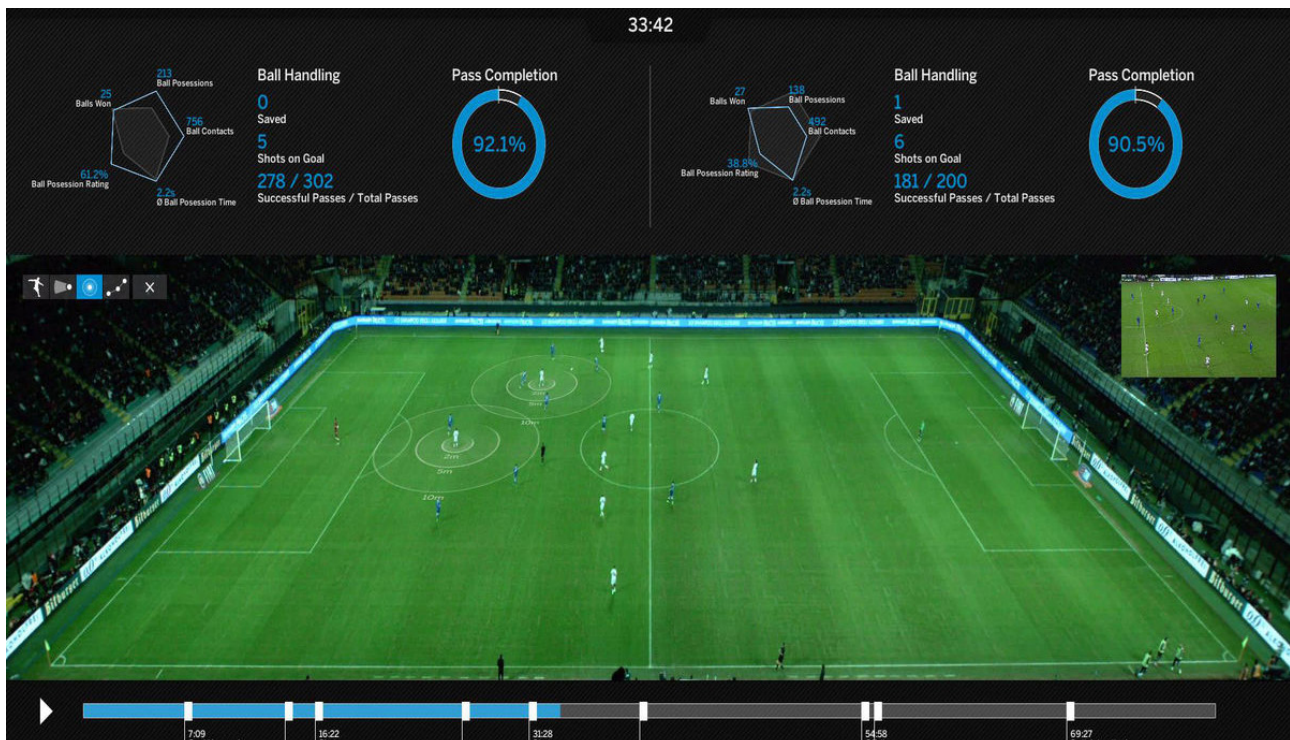 33:42
213
Ball Posessions
25
Balls Won
756
Ball Contacts
61.2%
Ball Posession Rating
2.2s
Ø Ball Posession Time
Ball Handling
0
Saved
5
Shots on Goal
278 / 302
Successful Passes / Total Passes
Pass Completion
92.1%
27
Balls Won
138
Ball Posessions
492
Ball Contacts
38.8%
Ball Posession Rating
2.2s
Ø Ball Posession Time
Ball Handling
1
Saved
6
Shots on Goal
181 / 200
Successful Passes / Total Passes
Pass Completion
90.5%
X
10m
2m
5m
10m
Bitburger
Bitburger
Bitburger
Bitburger
7:09
16:22
31:28
54:58
69:27